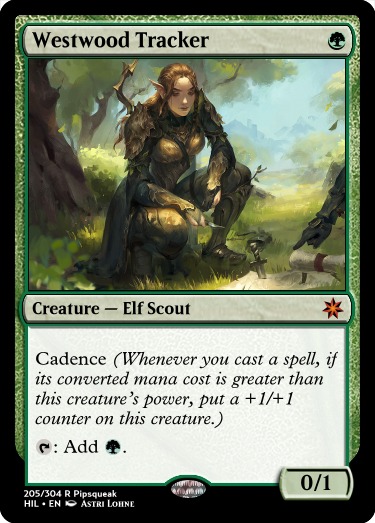 Westwood Tracker
Creature — Elf Scout
Cadence (Whenever you cast a spell, if
its converted mana cost is greater than
this creature's power, put a +1/+1
counter on this creature.)
: Add .
0/1
205/304 R Pipsqueak
HIL • EN Astri Lohne